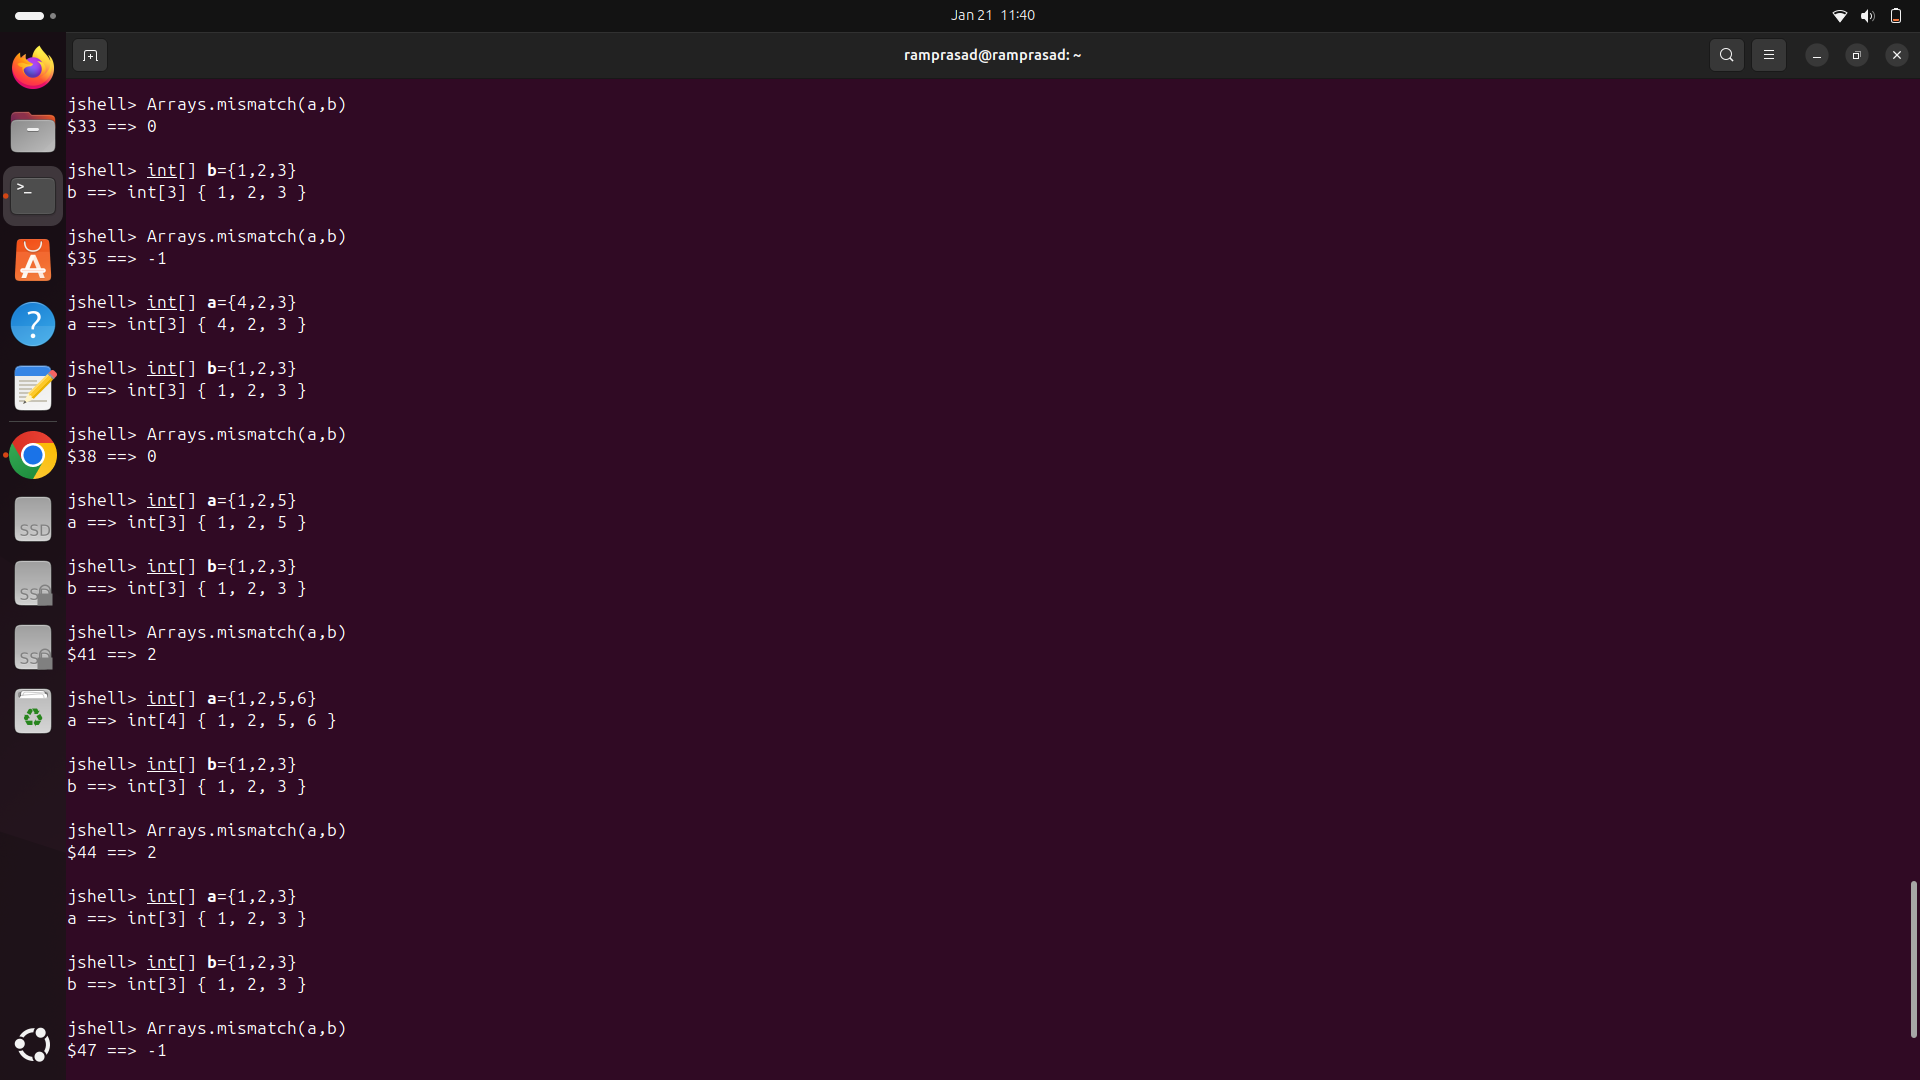 Jan 21 11:40
ramprasad@ramprasad: ~
jshell> Arrays.mismatch(a,b)
$33 ==> 0
jshell> int[] b={1,2,3}
b ==> int[3] { 1, 2, 3 }
jshell> Arrays.mismatch(a,b)
$35 ==> -1
jshell> int[] a={4,2,3}
a ==> int[3] { 4, 2, 3 }
jshell> int[] b={1,2,3}
b ==> int[3] { 1, 2, 3 }
jshell> Arrays.mismatch(a,b)
$38 ==> 0
jshell> int[] a={1,2,5}
a ==> int[3] { 1, 2, 5 }
jshell> int[] b={1,2,3}
b ==> int[3] { 1, 2, 3 }
jshell> Arrays.mismatch(a,b)
$41 ==> 2
jshell> int[] a={1,2,5,6}
a ==> int[4] { 1, 2, 5, 6 }
jshell> int[] b={1,2,3}
b ==> int[3] { 1, 2, 3 }
jshell> Arrays.mismatch(a,b)
$44 ==> 2
jshell> int[] a={1,2,3}
a ==> int[3] { 1, 2, 3 }
jshell> int[] b={1,2,3}
b ==> int[3] { 1, 2, 3 }
jshell> Arrays.mismatch(a,b)
$47 ==> -1
>_
?
SSD
SSD
SSD